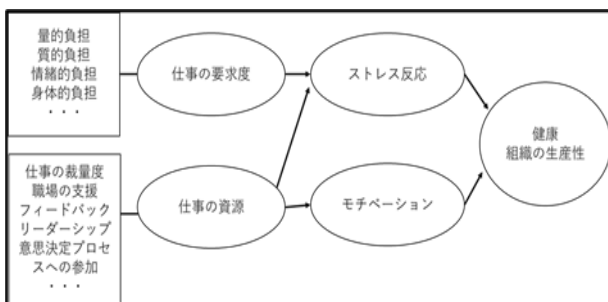 量的負担
質的負担
情緒的負担
身体的負担
・・・
仕事の要求度
ストレス反応
健康
組織の生産性
仕事の裁量度
職場の支援
フィードバック
リーダーシップ
意思決定プロセ
スへの参加
・・・
仕事の資源
モチベーション